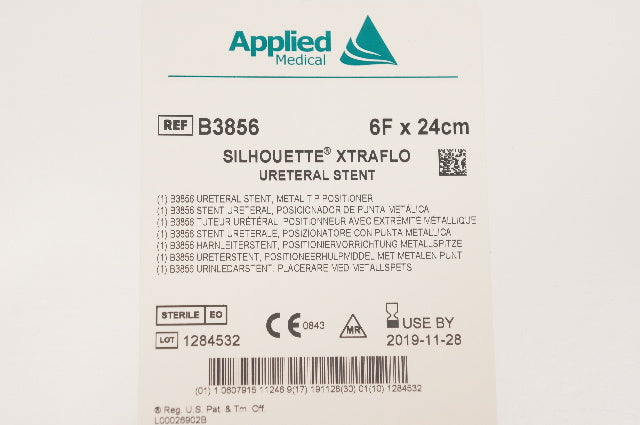 Applied
Medical
REF B3856 6F x 24cm
SILHOUETTE® XTRAFLO
URETERAL STENT
(1) B3856 URETERAL STENT, METAL TIP POSITIONER
(1) B3856 STENT URETERAL, POSICIONADOR DE PUNTA METÁLICA
(1) B3856 TUTEUR URÉTÉRAL, POSITIONNEUR AVEC EXTREMITE METALLIQUE
(1) B3856 STENT URETERALE, POSIZIONATORE CON PUNTA METALLICA
(1) B3856 HARNLEITERSTENT, POSITIONIERVORRICHTUNG METALLSPITZE
(1) B3856 URETERSTENT, POSITIONEERHULPMIDDEL MET METALEN PUNT
(1) B3856 URINLEDARSTENT, PLACERARE MED METALLSPETS
STERILE EO CE 0843 MR USE BY
LOT 1284532 2019-11-28
(01) 1 0607915 11246 9(17) 191128(30) 01(10) 1284532
® Reg. U.S. Pat. & Tm. Off.
L00026902B